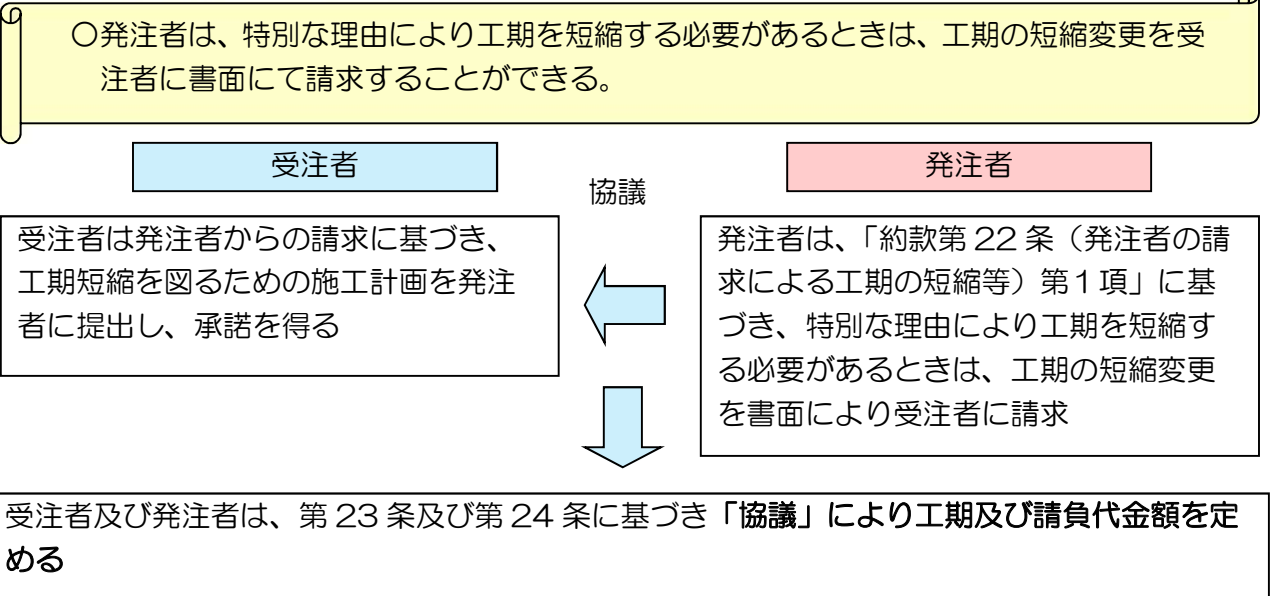 〇発注者は、特別な理由により工期を短縮する必要があるときは、工期の短縮変更を受
注者に書面にて請求することができる。
受注者
協議
発注者
受注者は発注者からの請求に基づき、
工期短縮を図るための施工計画を発注
者に提出し、承諾を得る
発注者は、「約款第22条（発注者の請
求による工期の短縮等）第1項」に基
づき、特別な理由により工期を短縮す
る必要があるときは、工期の短縮変更
を書面により受注者に請求
受注者及び発注者は、第23条及び第24条に基づき「協議」により工期及び請負代金額を定
める